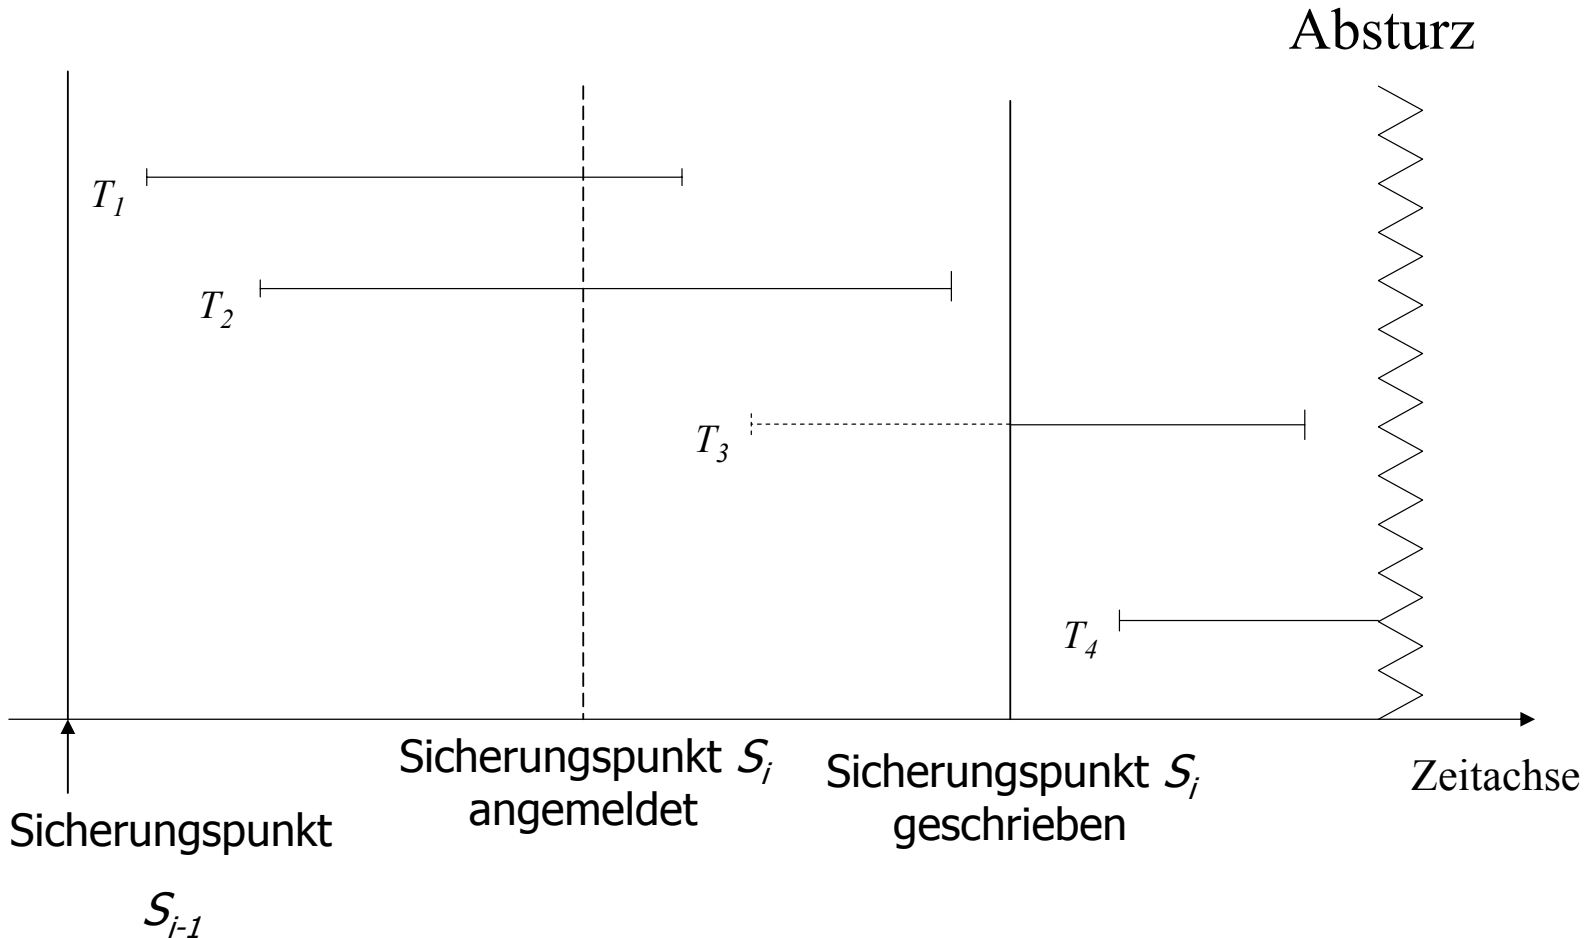 Absturz
T1
T2
T3
T4
Sicherungspunkt Si
angemeldet
Sicherungspunkt Si
geschrieben
Zeitachse
Sicherungspunkt
Si-1